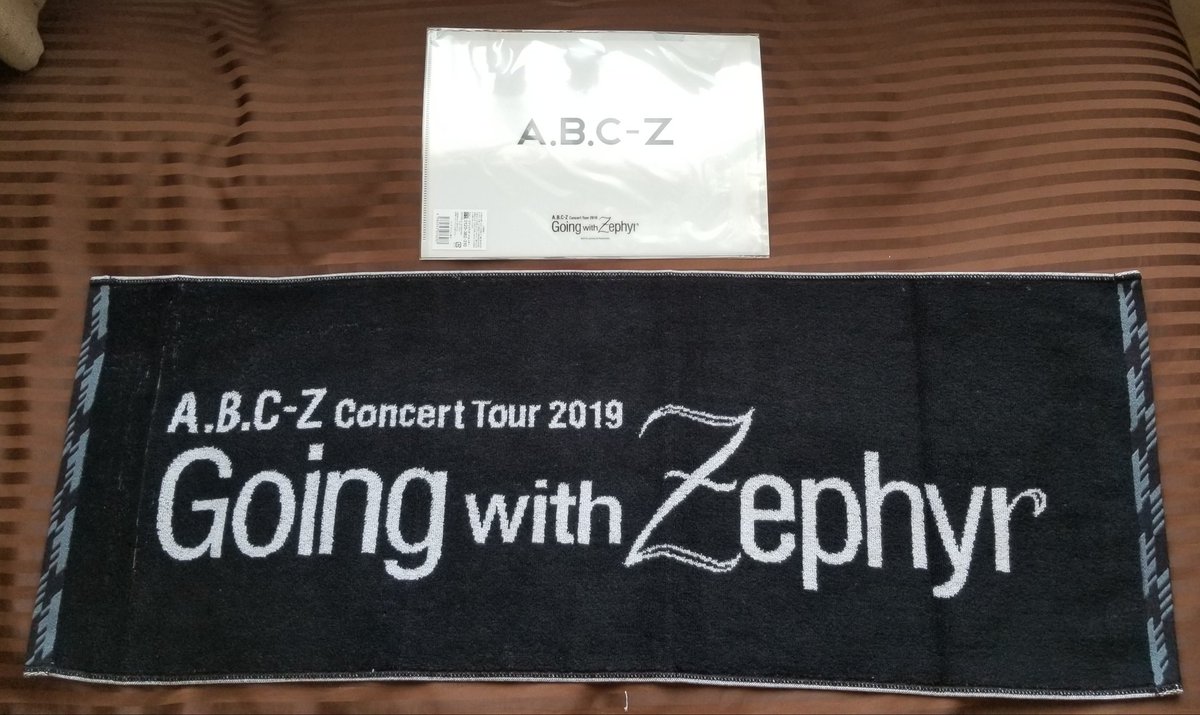 A.B.C-Z
A.B.C-Z Concert Tour 2019
Going with Zephyr
A.B.C-Z Concert Tour 2019
Going with Zephyr